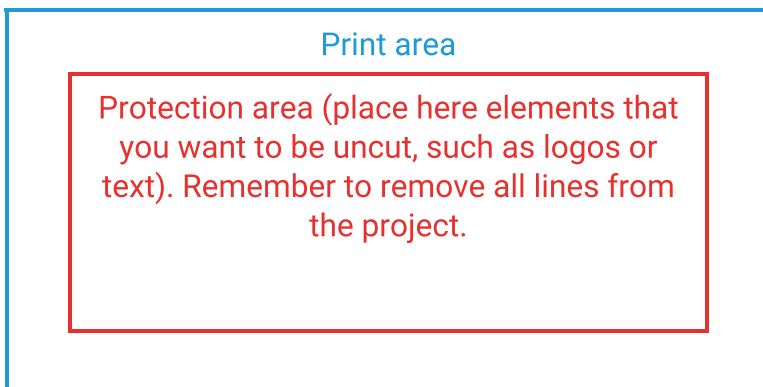 Print area
Protection area (place here elements that
you want to be uncut, such as logos or
text). Remember to remove all lines from
the project.